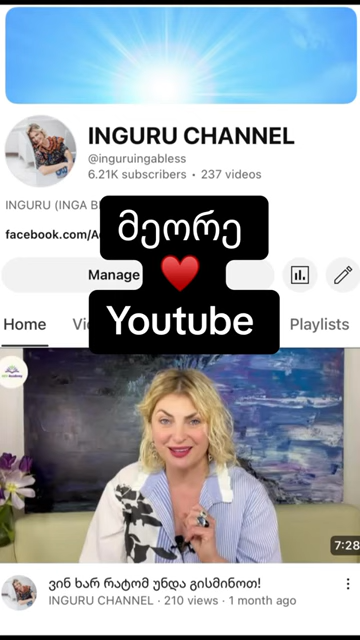 INGURU CHANNEL
@inguruingabless
6.21K subscribers • 237 videos
INGURU (INGA
facebook.com/
მეორე
❤️
Manage
Youtube
Home
Playlists
7:28
ვინ ხარ რატომ უნდა გისმინოთ!
INGURU CHANNEL · 210 views · 1 month ago